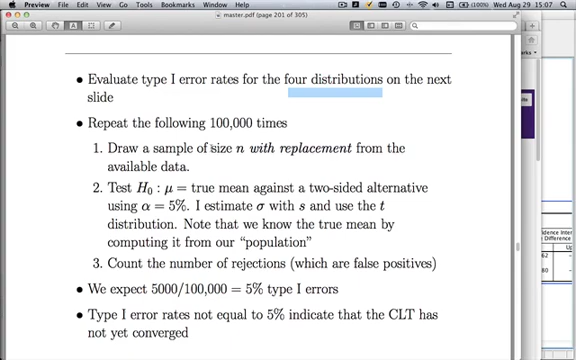 Preview File Edit View Go Tools Bookmarks Window Help
(100%) Wed Aug 29 15:07
master.pdf (page 201 of 305)
• Evaluate type I error rates for the four distributions on the next
slide
• Repeat the following 100,000 times
1. Draw a sample of size n with replacement from the
available data.
2. Test H₀ : μ = true mean against a two-sided alternative
using α = 5%. I estimate σ with s and use the t
distribution. Note that we know the true mean by
computing it from our “population”
3. Count the number of rejections (which are false positives)
• We expect 5000/100,000 = 5% type I errors
• Type I error rates not equal to 5% indicate that the CLT has
not yet converged
Difference
62
80